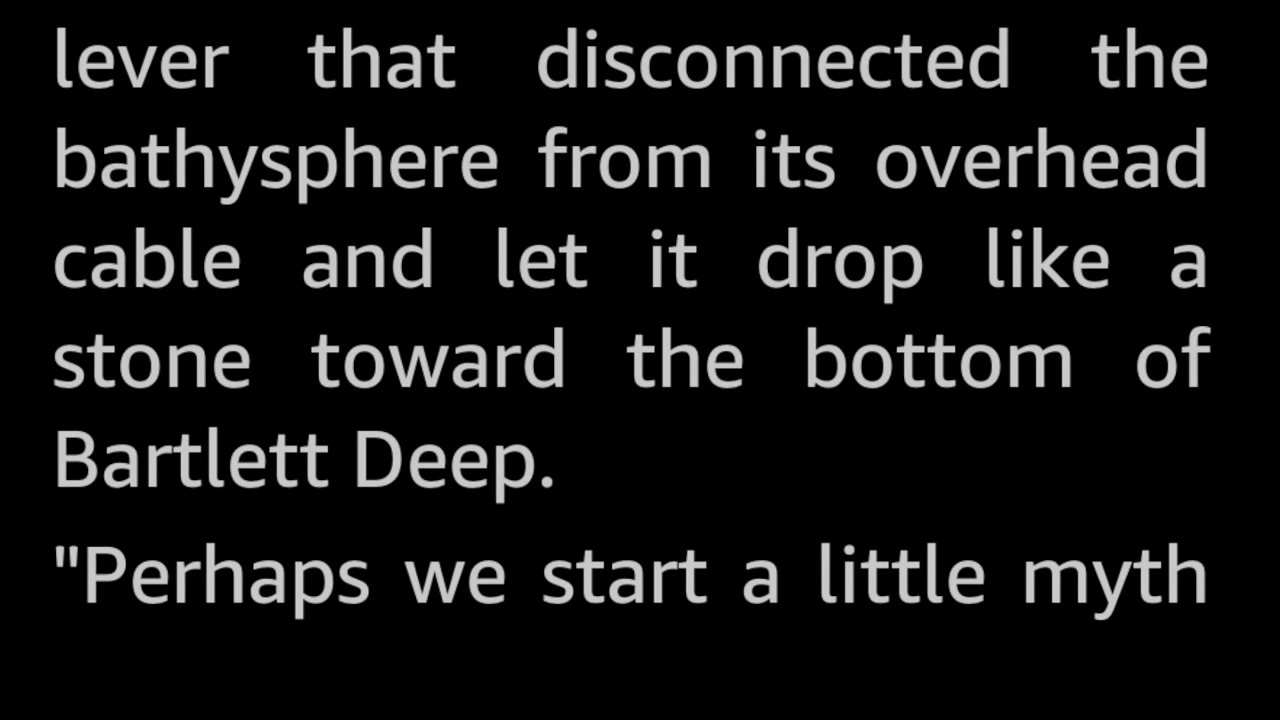 lever that disconnected the
bathysphere from its overhead
cable and let it drop like a
stone toward the bottom of
Bartlett Deep.
"Perhaps we start a little myth